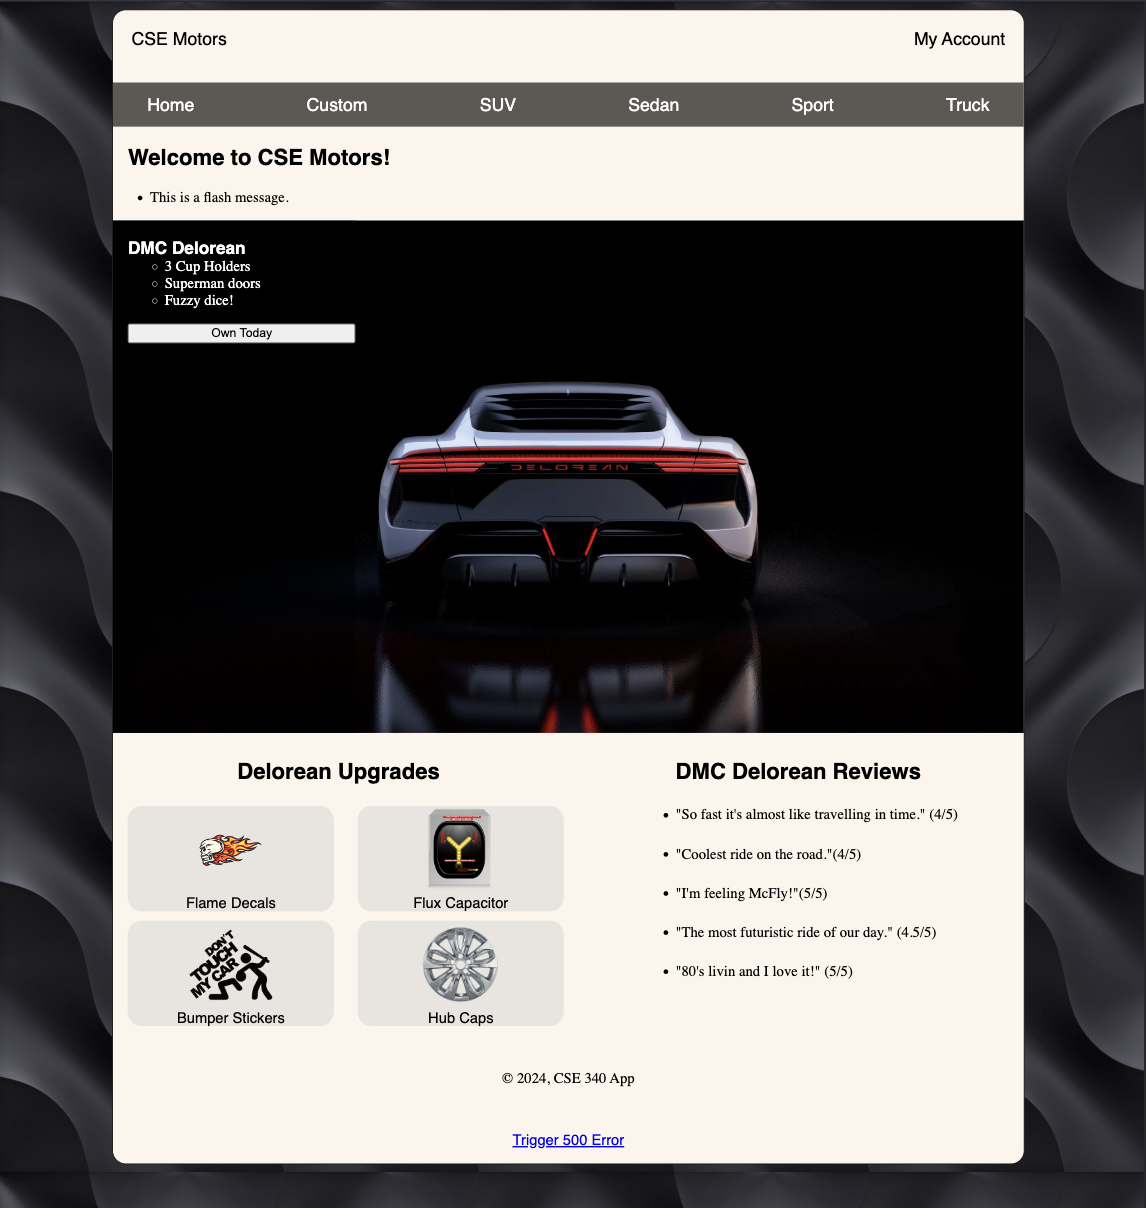 CSE Motors
My Account
Home Custom SUV Sedan Sport Truck
Welcome to CSE Motors!
This is a flash message.
DMC Delorean
3 Cup Holders
Superman doors
Fuzzy dice!
Own Today
DELOREAN
Delorean Upgrades
Flame Decals
Flux Capacitor
DON'T
TOUCH
MY CAR
Bumper Stickers
Hub Caps
DMC Delorean Reviews
"So fast it's almost like travelling in time." (4/5)
"Coolest ride on the road."(4/5)
"I'm feeling McFly!"(5/5)
"The most futuristic ride of our day." (4.5/5)
"80's livin and I love it!" (5/5)
© 2024, CSE 340 App
Trigger 500 Error